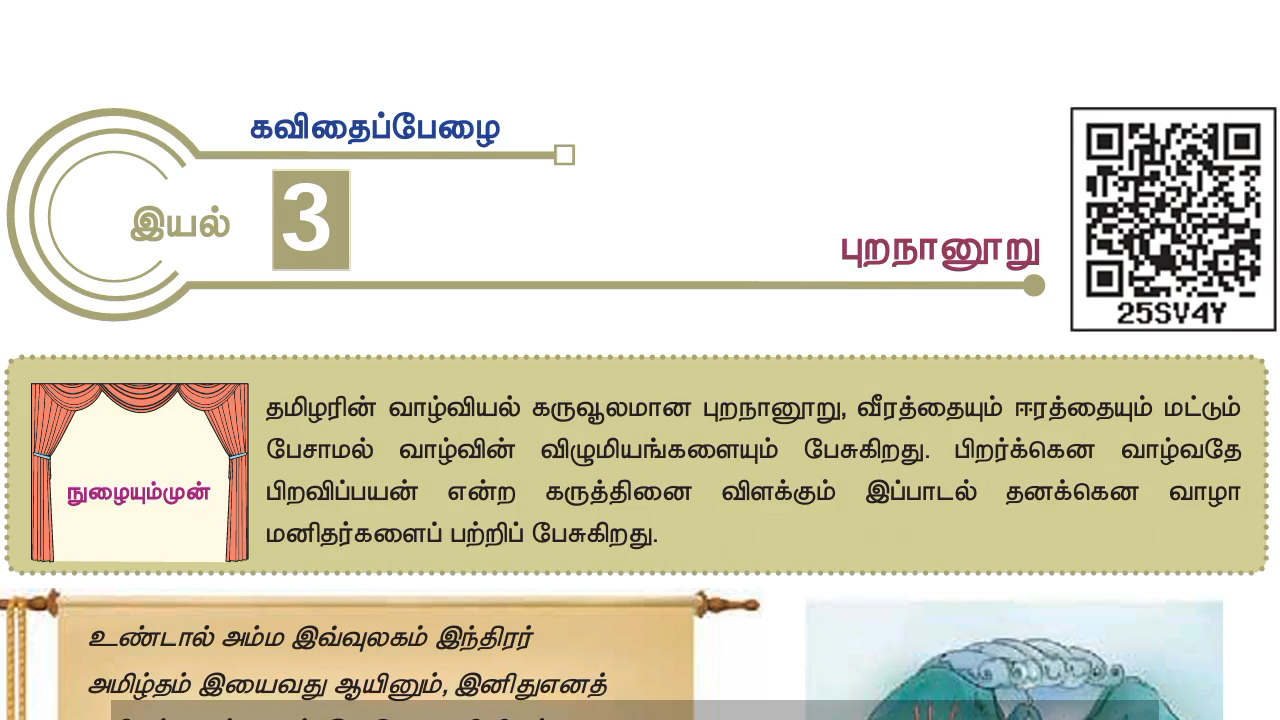 கவிதைப்பேழை
இயல் 3
புறநானூறு
25SV4Y
தமிழரின் வாழ்வியல் கருவூலமான புறநானூறு, வீரத்தையும் ஈரத்தையும் மட்டும்
பேசாமல் வாழ்வின் விழுமியங்களையும் பேசுகிறது. பிறர்க்கென வாழ்வதே
நுழையும்முன்
பிறவிப்பயன் என்ற கருத்தினை விளக்கும் இப்பாடல் தனக்கென வாழா
மனிதர்களைப் பற்றிப் பேசுகிறது.
உண்டால் அம்ம இவ்வுலகம் இந்திரர்
அமிழ்தம் இயைவது ஆயினும், இனிதுஎனத்